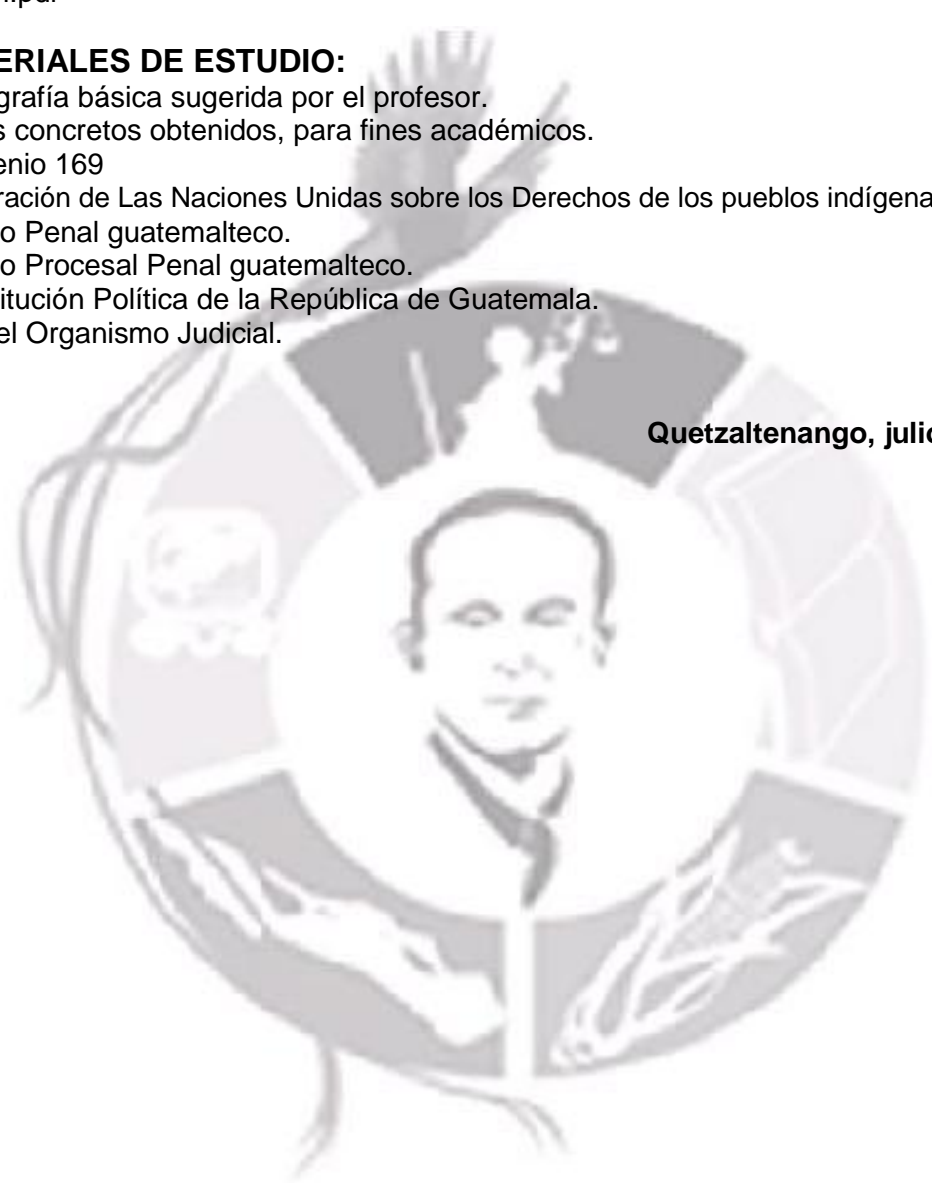 ERIALES DE ESTUDIO:
grafía básica sugerida por el profesor.
s concretos obtenidos, para fines académicos.
enio 169
ración de Las Naciones Unidas sobre los Derechos de los pueblos indígena
o Penal guatemalteco.
o Procesal Penal guatemalteco.
titución Política de la República de Guatemala.
el Organismo Judicial.
Quetzaltenango, julio